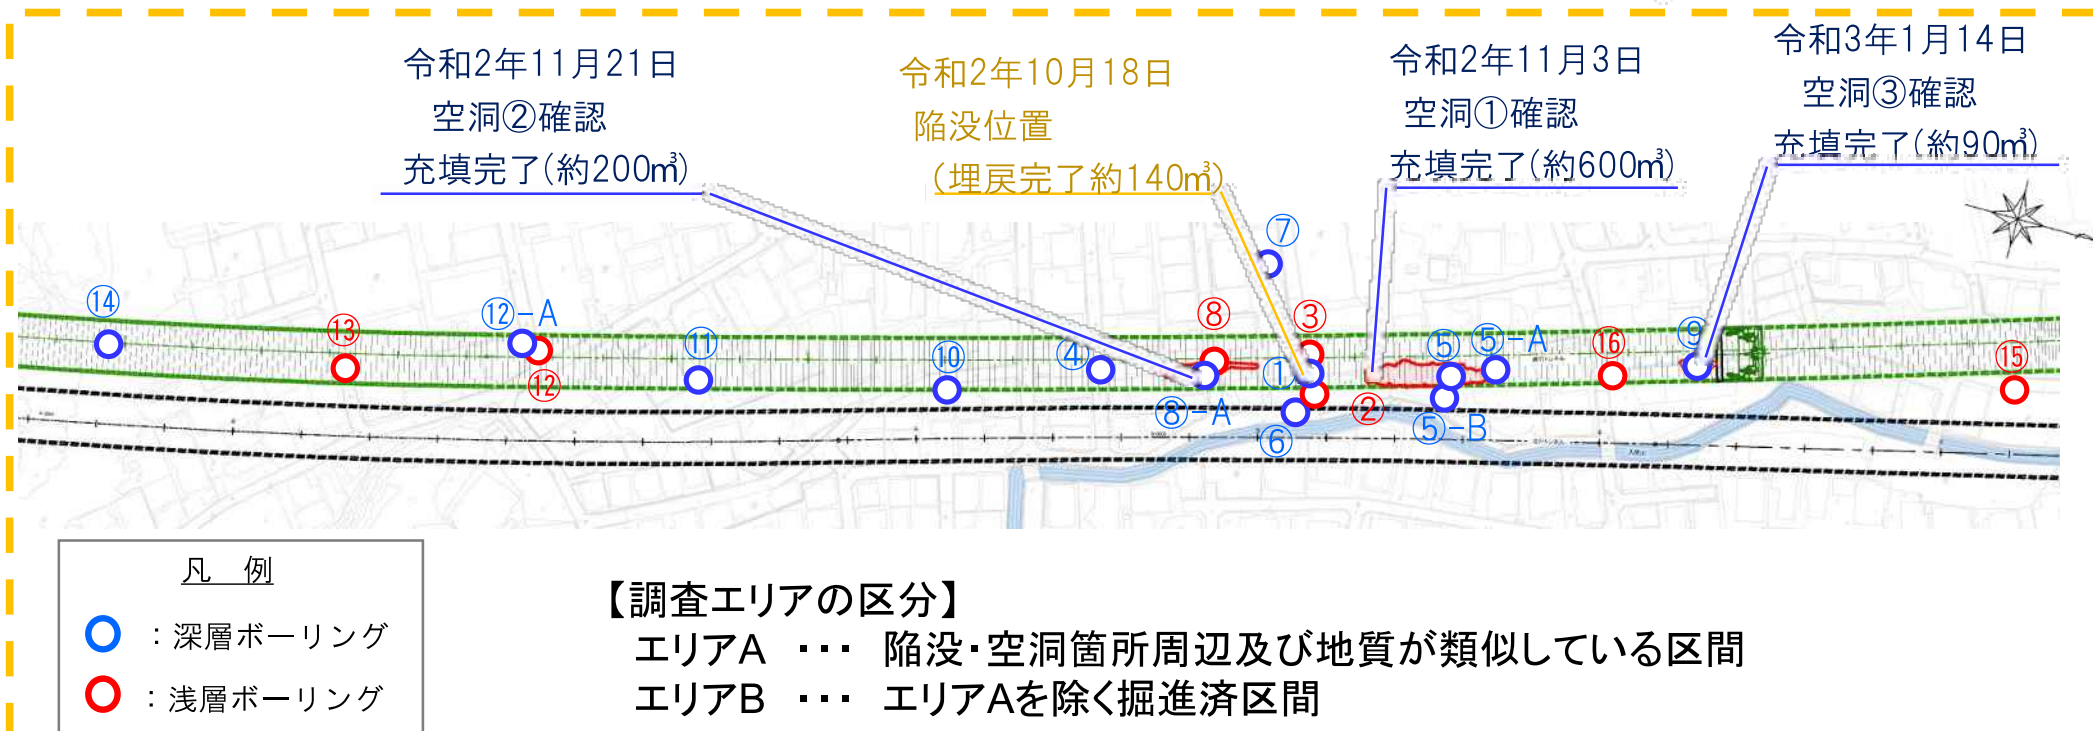 令和2年11月21日
空洞②確認
充填完了(約200㎥)
令和2年10月18日
陥没位置
(埋戻完了約140㎥)
令和2年11月3日
空洞①確認
充填完了(約600㎥)
令和3年1月14日
空洞③確認
充填完了(約90㎥)
⑦
⑭
⑬
⑫-A
⑫
⑪
⑩
④
⑧
⑧-A
③
①
⑥
②
⑤
⑤-A
⑤-B
⑯
⑨
⑮
凡 例
:深層ボーリング
:浅層ボーリング
【調査エリアの区分】
エリアA ・・・ 陥没・空洞箇所周辺及び地質が類似している区間
エリアB ・・・ エリアAを除く掘進済区間